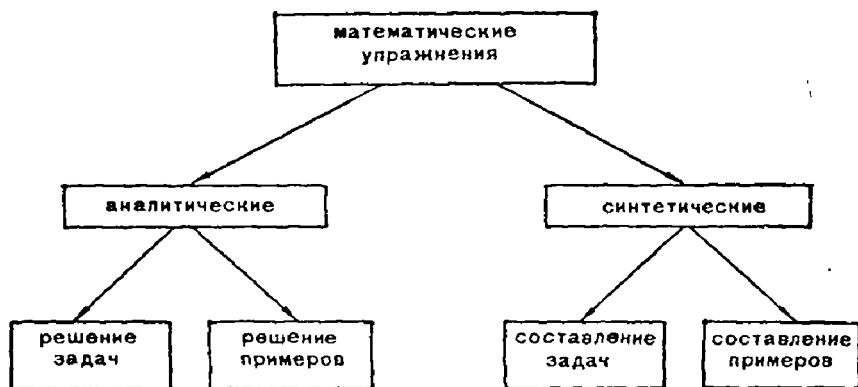 математические
упражнения
аналитические
синтетические
решение
задач
решение
примеров
составление
задач
составление
примеров